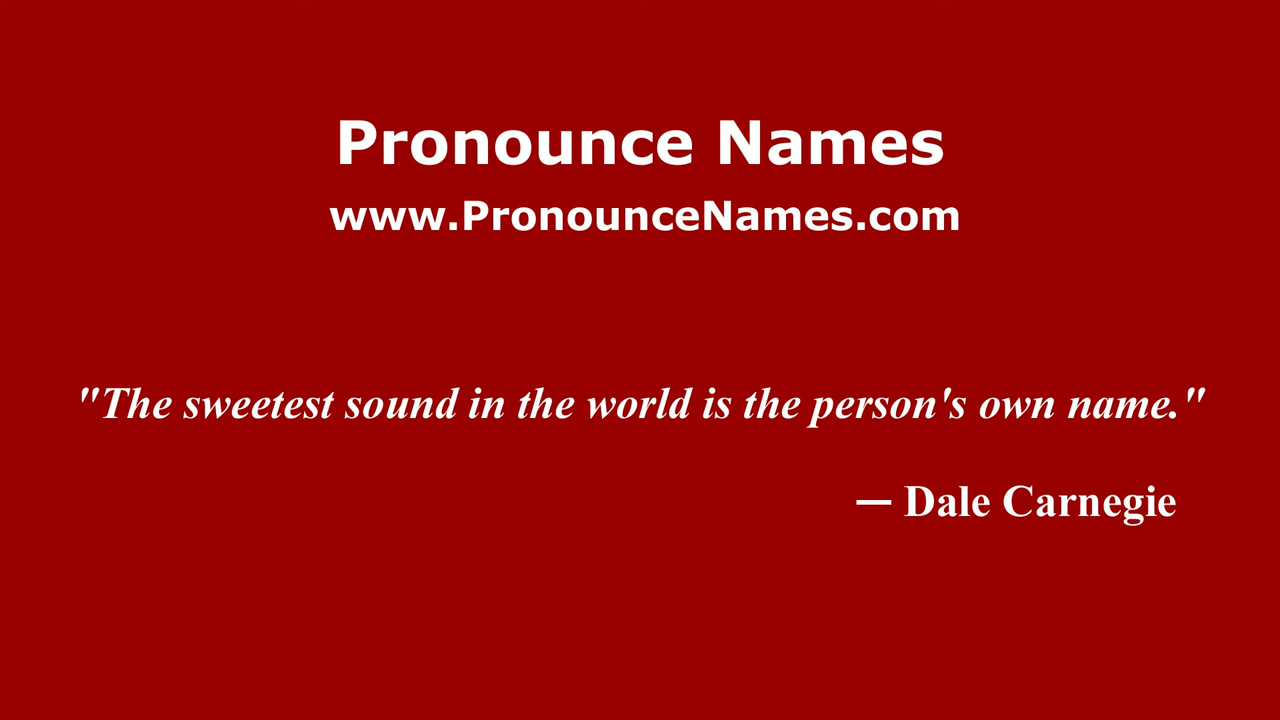 Pronounce Names
www.PronounceNames.com
"The sweetest sound in the world is the person's own name."
— Dale Carnegie